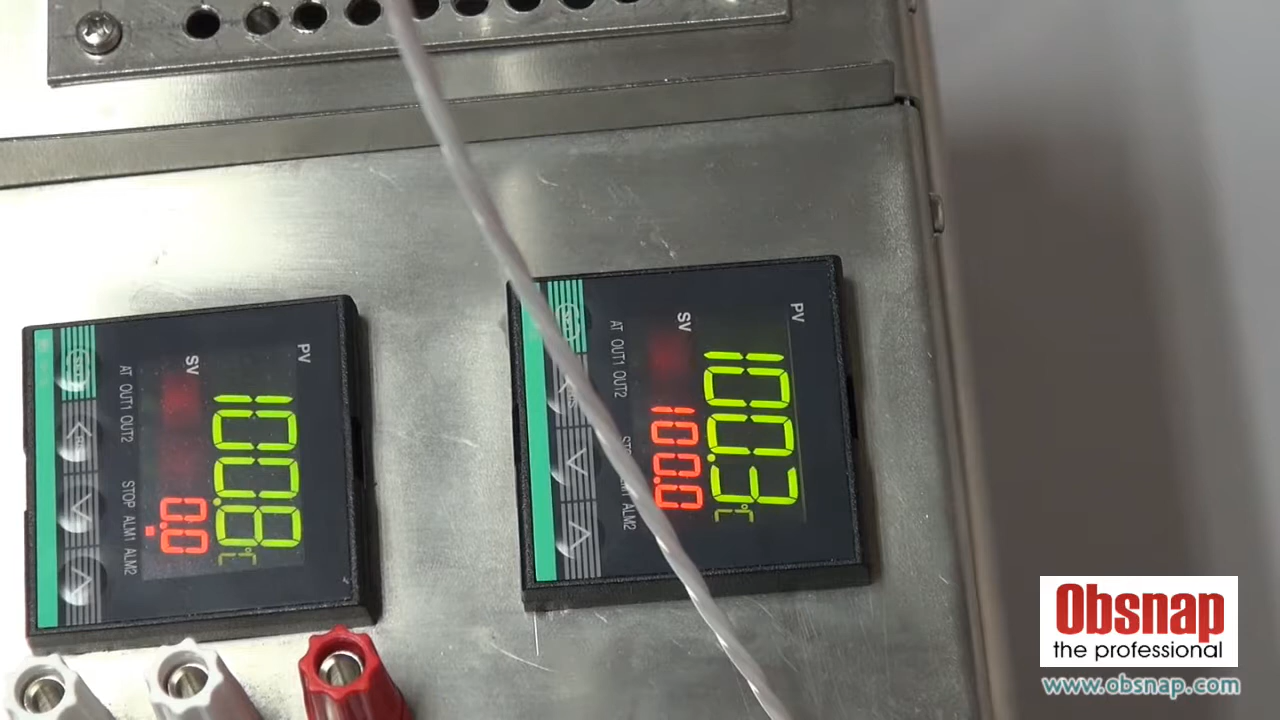 PV
100.8
°C
SV
0.0
AT OUT1 OUT2
STOP ALM1 ALM2
PV
100.3
°C
SV
100.0
AT OUT1 OUT2
ALM2
Obsnap
the professional
www.obsnap.com